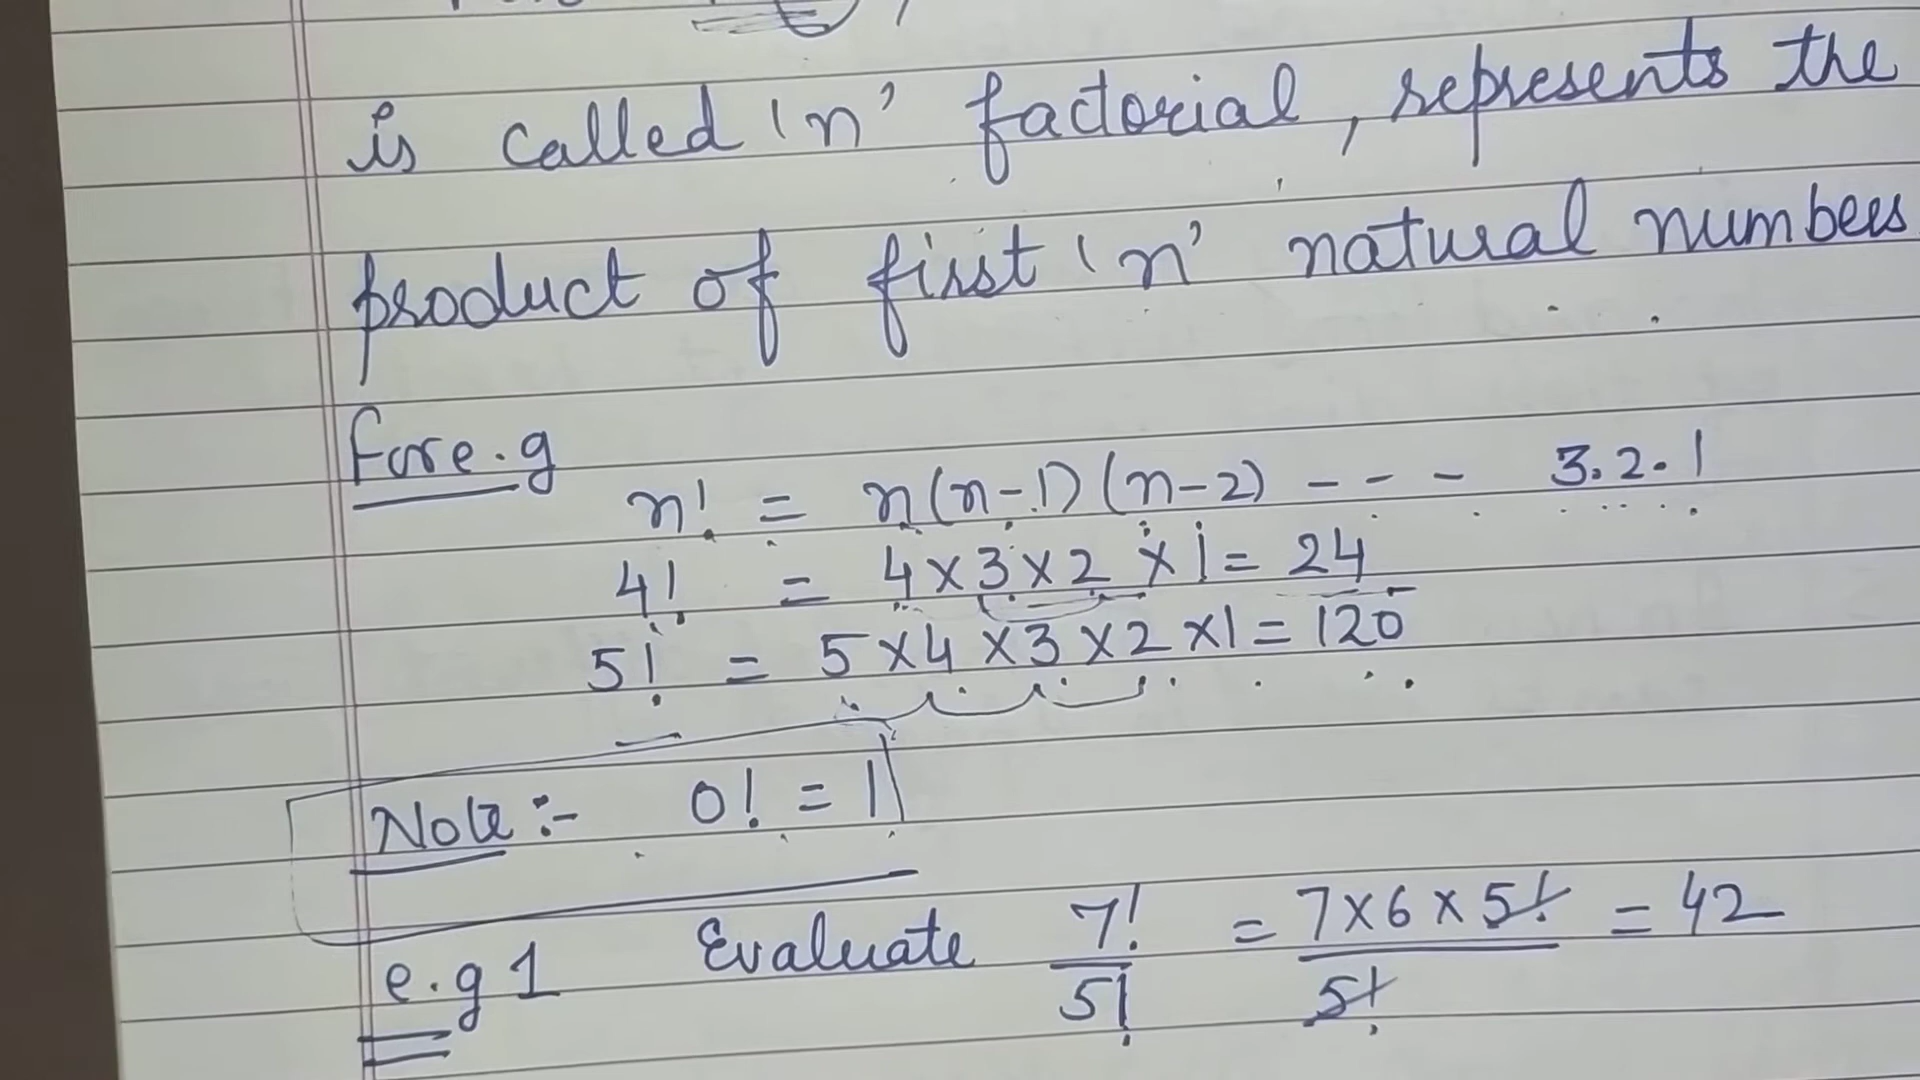 is called 'n' factorial, represents the
product of first 'n' natural numbers
For e.g
n! = n(n-1)(n-2) - - - 3.2.1
4! = 4×3×2×1 = 24
5! = 5×4×3×2×1 = 120
Note :- 0! = 1
e.g 1 Evaluate 7!/5! = 7×6×5!/5! = 42